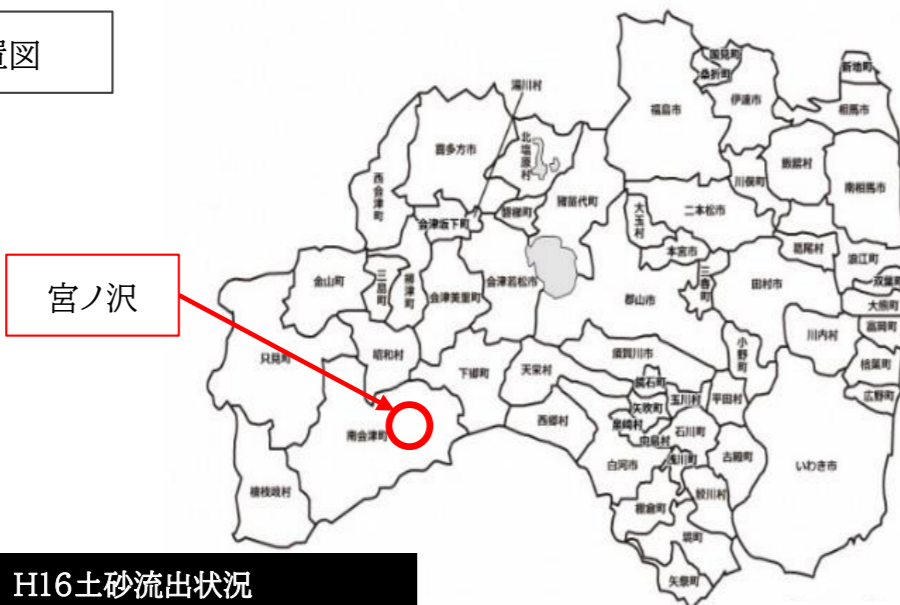 置図
国見町
桑折町
新地町
伊達市
相馬市
福島市
湯川村
喜多方市
北塩原村
飯舘村
川俣町
南相馬市
西会津町
猪苗代町
磐梯町
会津坂下町
二本松市
大玉村
本宮市
葛尾村
浪江町
双葉町
宮ノ沢
金山町
三島町
柳津町
会津美里町
会津若松市
郡山市
三春町
田村市
大熊町
富岡町
川内村
楢葉町
広野町
只見町
昭和村
下郷町
天栄村
須賀川市
小野町
鏡石町
矢吹町
玉川村
平田村
泉崎村
中島村
石川町
南会津町
西郷村
白河市
浅川町
古殿町
いわき市
檜枝岐村
鮫川村
棚倉町
塙町
矢祭町
H16土砂流出状況